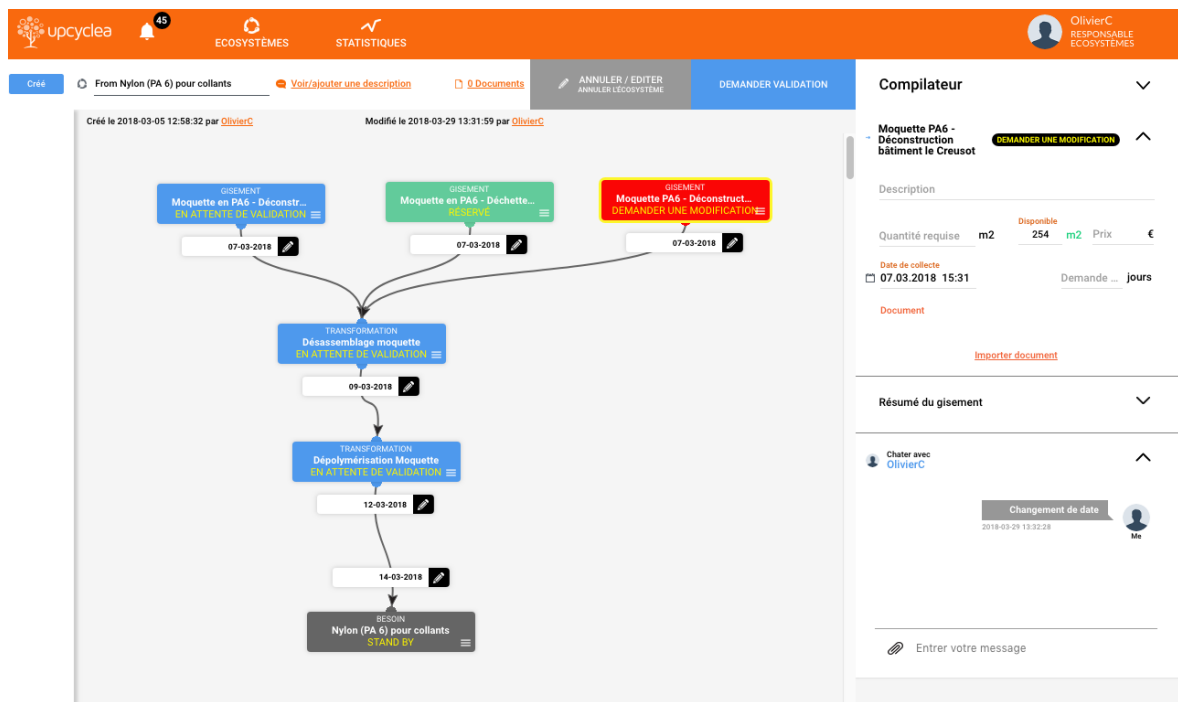 upcyclea
45
ECOSYSTÈMES
STATISTIQUES
OlivierC
RESPONSABLE
ECOSYSTÈMES
Créé
From Nylon (PA 6) pour collants
Voir/ajouter une description
0 Documents
ANNULER / EDITER
ANNULER L'ÉCOSYSTÈME
DEMANDER VALIDATION
Créé le 2018-03-05 12:58:32 par OlivierC
Modifié le 2018-03-29 13:31:59 par OlivierC
GISEMENT
Moquette en PA6 - Déconstr...
EN ATTENTE DE VALIDATION
07-03-2018
GISEMENT
Moquette en PA6 - Déchette...
RÉSERVÉ
07-03-2018
GISEMENT
Moquette PA6 - Déconstruct...
DEMANDER UNE MODIFICATION
07-03-2018
TRANSFORMATION
Désassemblage moquette
EN ATTENTE DE VALIDATION
09-03-2018
TRANSFORMATION
Dépolymérisation Moquette
EN ATTENTE DE VALIDATION
12-03-2018
14-03-2018
BESOIN
Nylon (PA 6) pour collants
STAND BY
Compilateur
Moquette PA6 -
Déconstruction
bâtiment le Creusot
DEMANDER UNE MODIFICATION
Description
Quantité requise m2
Disponible
254 m2
Prix €
Date de collecte
07.03.2018 15:31
Demande ... jours
Document
Importer document
Résumé du gisement
Chater avec
OlivierC
Changement de date
2018-03-29 13:32:28
Me
Entrer votre message